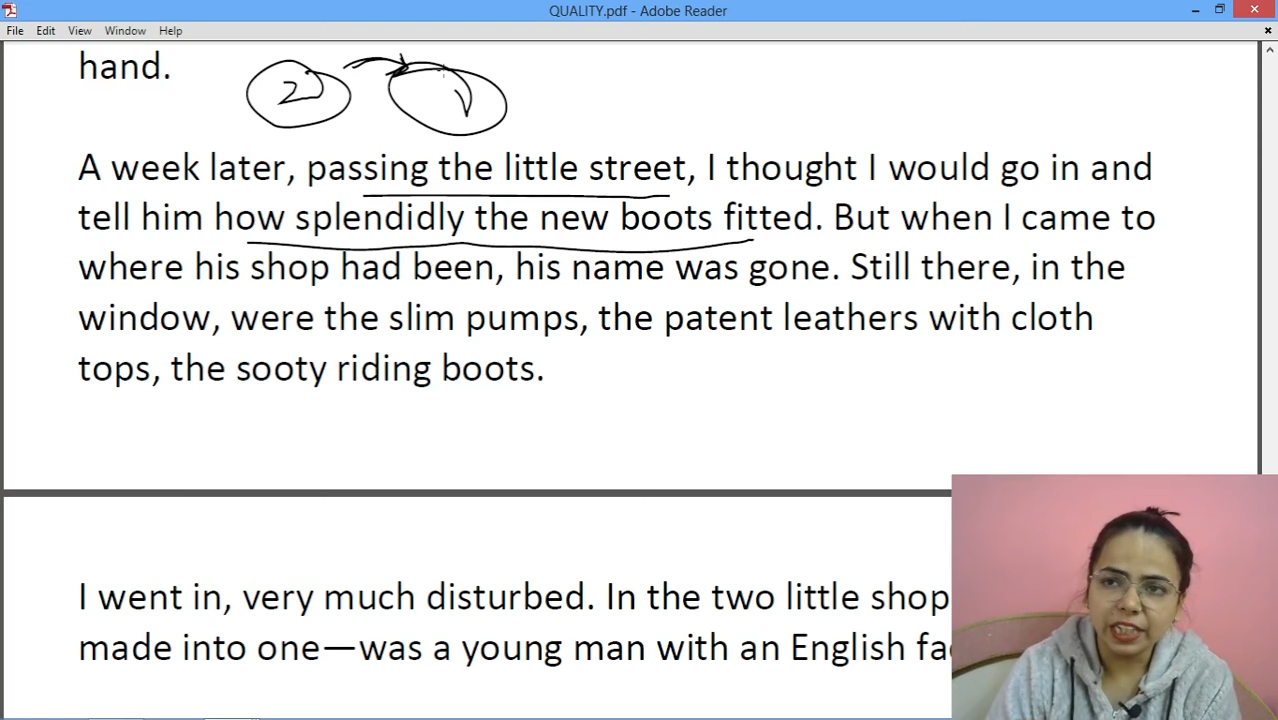 QUALITY.pdf - Adobe Reader
File Edit View Window Help
hand.
2 1
A week later, passing the little street, I thought I would go in and
tell him how splendidly the new boots fitted. But when I came to
where his shop had been, his name was gone. Still there, in the
window, were the slim pumps, the patent leathers with cloth
tops, the sooty riding boots.
I went in, very much disturbed. In the two little shop
made into one—was a young man with an English